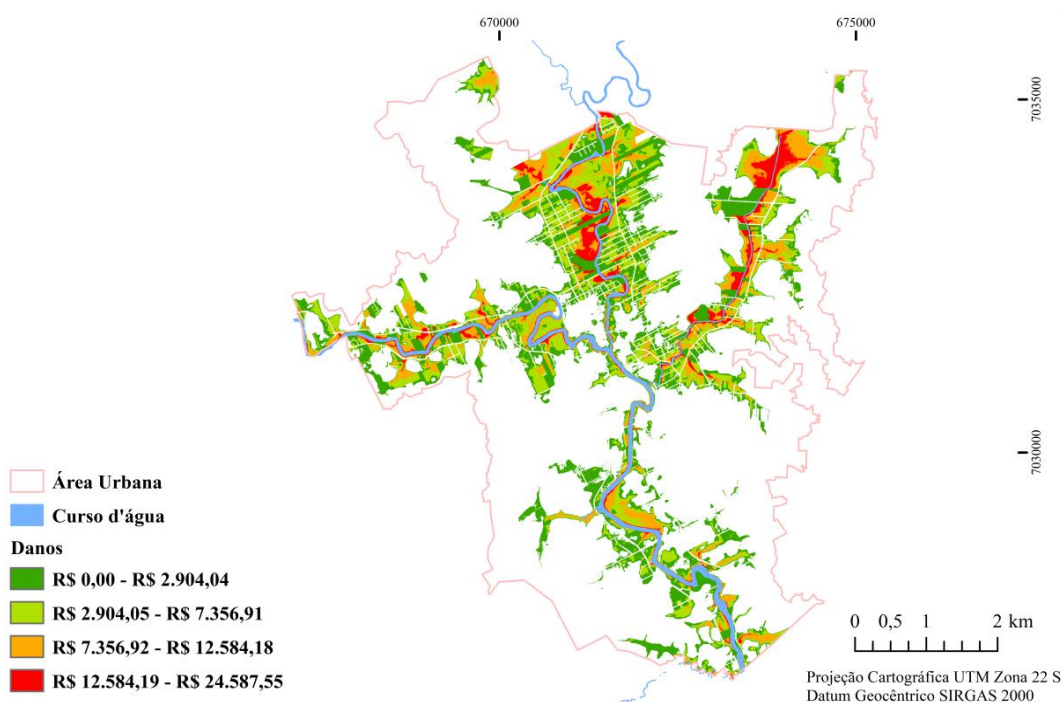 670000
675000
7035000
7030000
Área Urbana
Curso d'água
Danos
R$ 0,00 - R$ 2.904,04
R$ 2.904,05 - R$ 7.356,91
R$ 7.356,92 - R$ 12.584,18
R$ 12.584,19 - R$ 24.587,55
0 0,5 1 2 km
Projeção Cartográfica UTM Zona 22 S
Datum Geocêntrico SIRGAS 2000